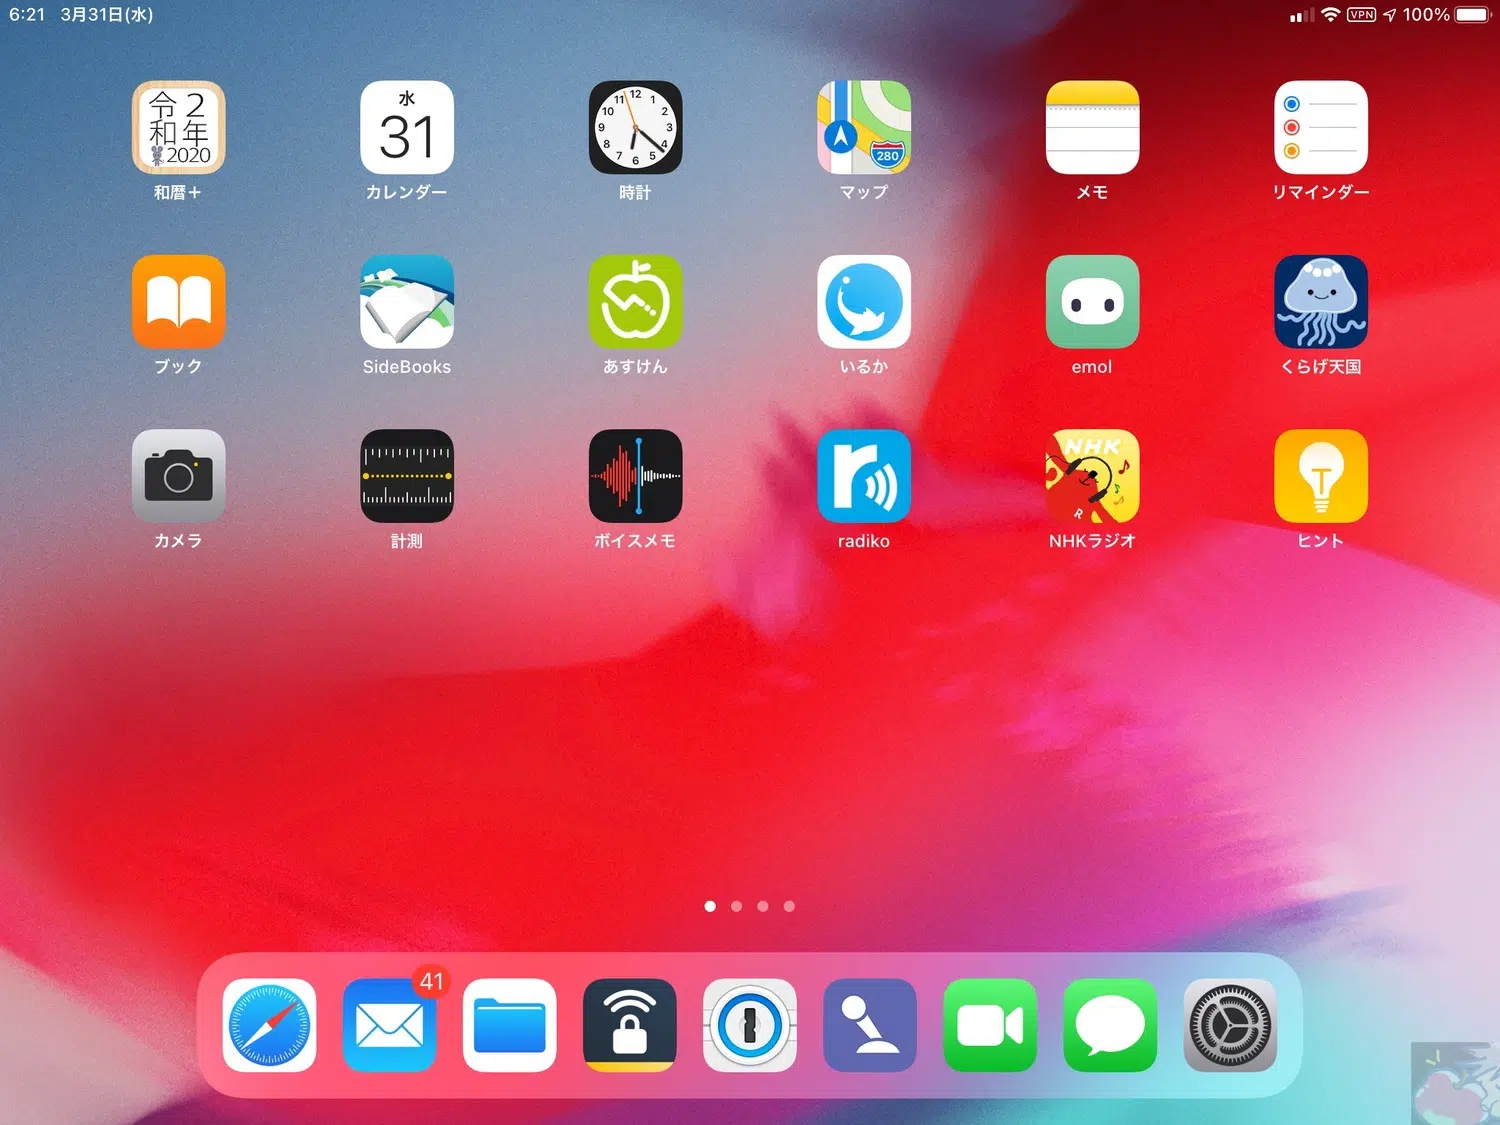 6:21 3月31日(水)
VPN 100%
令2
和年
2020
和暦+
水
31
カレンダー
12 1 2 3 4 5 6 7 8 9 10 11
時計
280
マップ
メモ
リマインダー
ブック
SideBooks
あすけん
いるか
emol
くらげ天国
カメラ
計測
ボイスメモ
r
radiko
NHK
R
NHKラジオ
ヒント
41